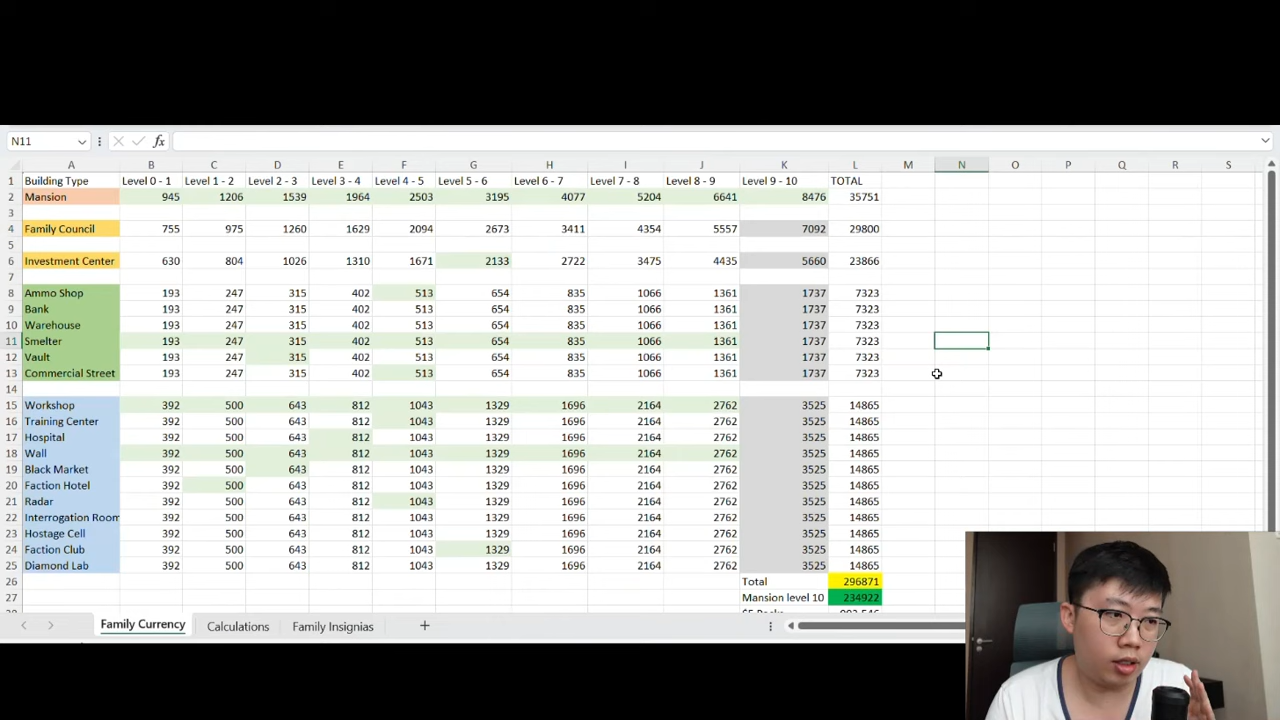 N11 fx
A B C D E F G H I J K L M N O P Q R S
1 Building Type Level 0 - 1 Level 1 - 2 Level 2 - 3 Level 3 - 4 Level 4 - 5 Level 5 - 6 Level 6 - 7 Level 7 - 8 Level 8 - 9 Level 9 - 10 TOTAL
2 Mansion 945 1206 1539 1964 2503 3195 4077 5204 6641 8476 35751
3
4 Family Council 755 975 1260 1629 2094 2673 3411 4354 5557 7092 29800
5
6 Investment Center 630 804 1026 1310 1671 2133 2722 3475 4435 5660 23866
7
8 Ammo Shop 193 247 315 402 513 654 835 1066 1361 1737 7323
9 Bank 193 247 315 402 513 654 835 1066 1361 1737 7323
10 Warehouse 193 247 315 402 513 654 835 1066 1361 1737 7323
11 Smelter 193 247 315 402 513 654 835 1066 1361 1737 7323
12 Vault 193 247 315 402 513 654 835 1066 1361 1737 7323
13 Commercial Street 193 247 315 402 513 654 835 1066 1361 1737 7323
14
15 Workshop 392 500 643 812 1043 1329 1696 2164 2762 3525 14865
16 Training Center 392 500 643 812 1043 1329 1696 2164 2762 3525 14865
17 Hospital 392 500 643 812 1043 1329 1696 2164 2762 3525 14865
18 Wall 392 500 643 812 1043 1329 1696 2164 2762 3525 14865
19 Black Market 392 500 643 812 1043 1329 1696 2164 2762 3525 14865
20 Faction Hotel 392 500 643 812 1043 1329 1696 2164 2762 3525 14865
21 Radar 392 500 643 812 1043 1329 1696 2164 2762 3525 14865
22 Interrogation Room 392 500 643 812 1043 1329 1696 2164 2762 3525 14865
23 Hostage Cell 392 500 643 812 1043 1329 1696 2164 2762 3525 14865
24 Faction Club 392 500 643 812 1043 1329 1696 2164 2762 3525 14865
25 Diamond Lab 392 500 643 812 1043 1329 1696 2164 2762 3525 14865
26 Total 296871
27 Mansion level 10 234922
Family Currency Calculations Family Insignias +